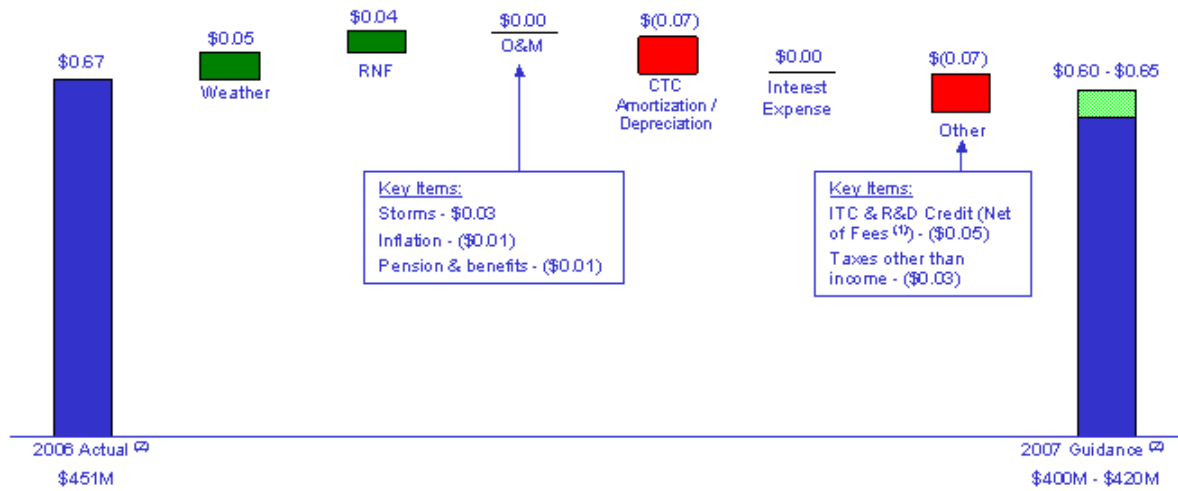 $0.67
$0.05
Weather
$0.04
RNF
$0.00
O&M
$(0.07)
CTC
Amortization /
Depreciation
$0.00
Interest
Expense
$(0.07)
Other
$0.60 - $0.65
Key Items:
Storms - $0.03
Inflation - ($0.01)
Pension & benefits - ($0.01)
Key Items:
ITC & R&D Credit (Net
of Fees (1)) - ($0.05)
Taxes other than
income - ($0.03)
2006 Actual (2)
$451M
2007 Guidance (2)
$400M - $420M